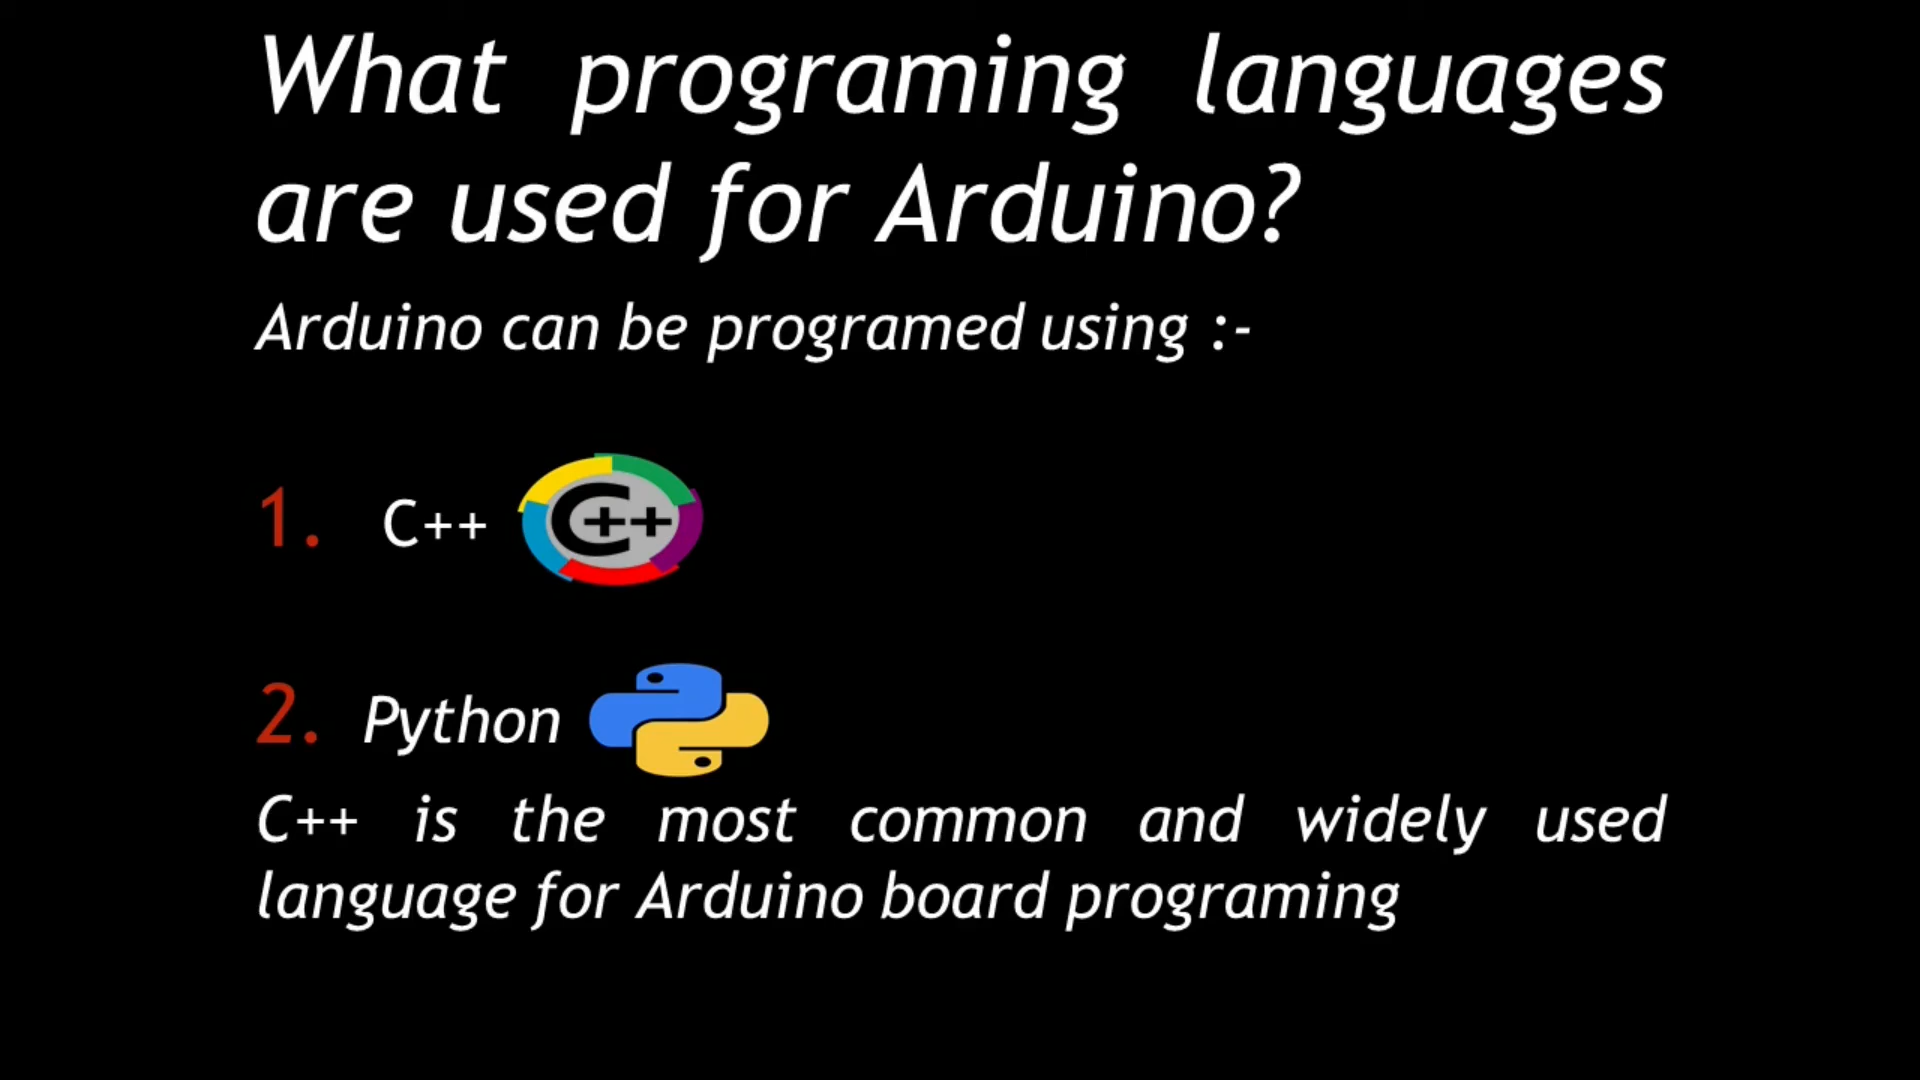 What programing languages
are used for Arduino?
Arduino can be programed using :-
1. C++ C++
2. Python
C++ is the most common and widely used
language for Arduino board programing